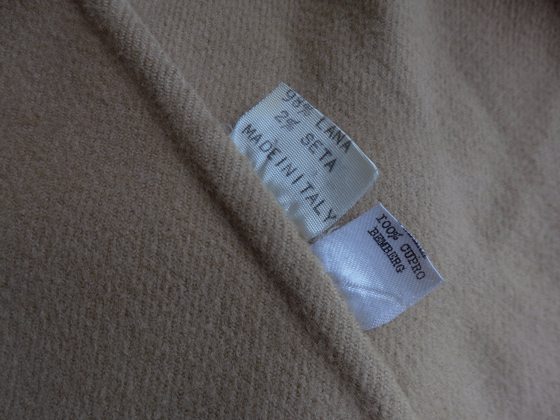 98% LANA
2% SETA
MADE IN ITALY
100% CUPRO
BEMBERG